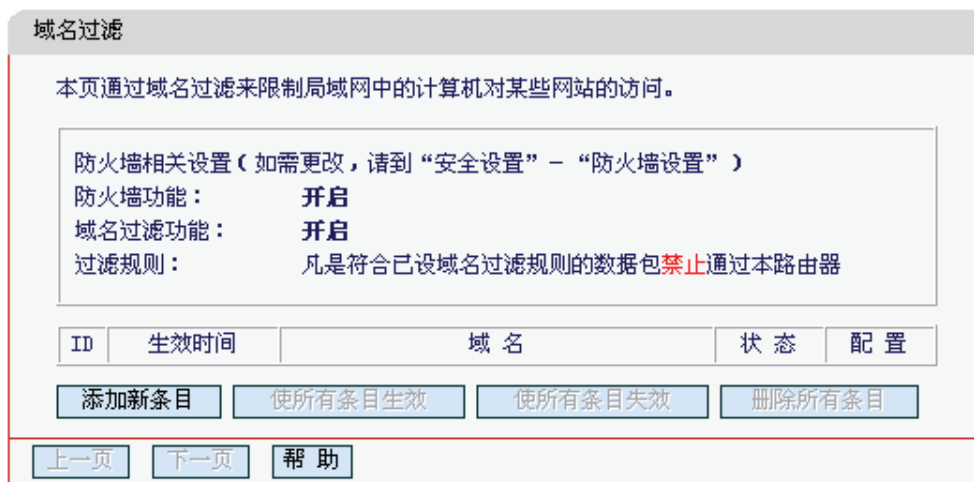 域名过滤
本页通过域名过滤来限制局域网中的计算机对某些网站的访问。
防火墙相关设置(如需更改,请到“安全设置”-“防火墙设置”)
防火墙功能: 开启
域名过滤功能: 开启
过滤规则: 凡是符合已设域名过滤规则的数据包禁止通过本路由器
ID 生效时间 域 名 状 态 配 置
添加新条目 使所有条目生效 使所有条目失效 删除所有条目
上一页 下一页 帮 助